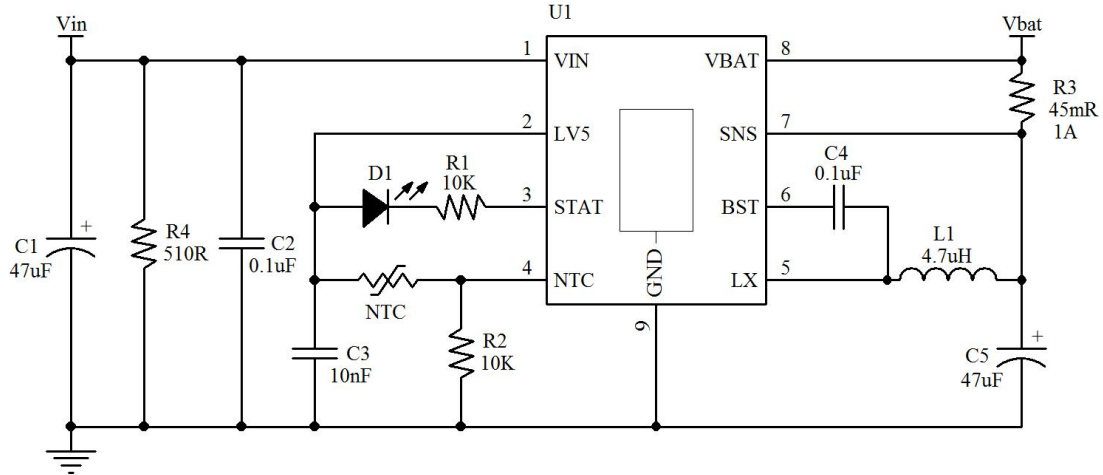 U1
Vin
Vbat
1
VIN
VBAT
8
R3
45mR
1A
2
LV5
SNS
7
D1
R1
10K
3
STAT
BST
6
C4
0.1uF
C1
47uF
+
R4
510R
C2
0.1uF
NTC
4
NTC
GND
9
LX
5
L1
4.7uH
C3
10nF
R2
10K
C5
47uF
+